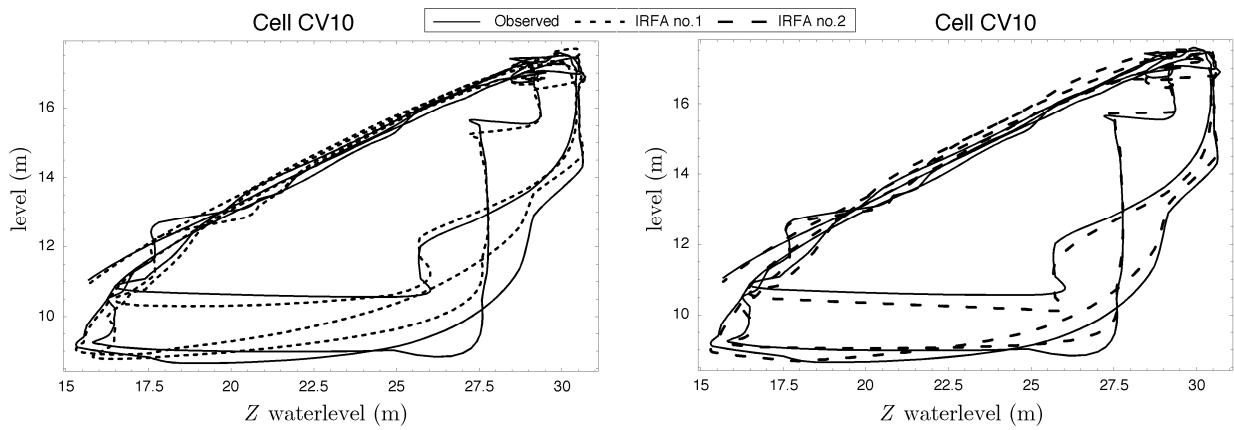 Cell CV10
Observed IRFA no.1 IRFA no.2
Cell CV10
level (m)
16
14
12
10
15 17.5 20 22.5 25 27.5 30
Z waterlevel (m)
level (m)
16
14
12
10
15 17.5 20 22.5 25 27.5 30
Z waterlevel (m)